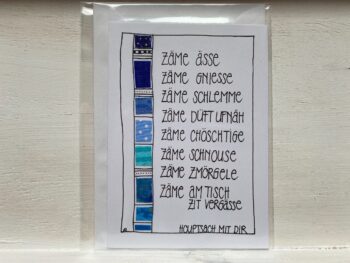 ZÄME ÄSSE
ZÄME GNIESSE
ZÄME SCHLEMME
ZÄME DÜFT UFNÄH
ZÄME CHÖSCHTIGE
ZÄME SCHNOUSE
ZÄME ZMÖRGELE
ZÄME AM TISCH
ZIT VERGÄSSE
HOUPTSACH MIT DIR